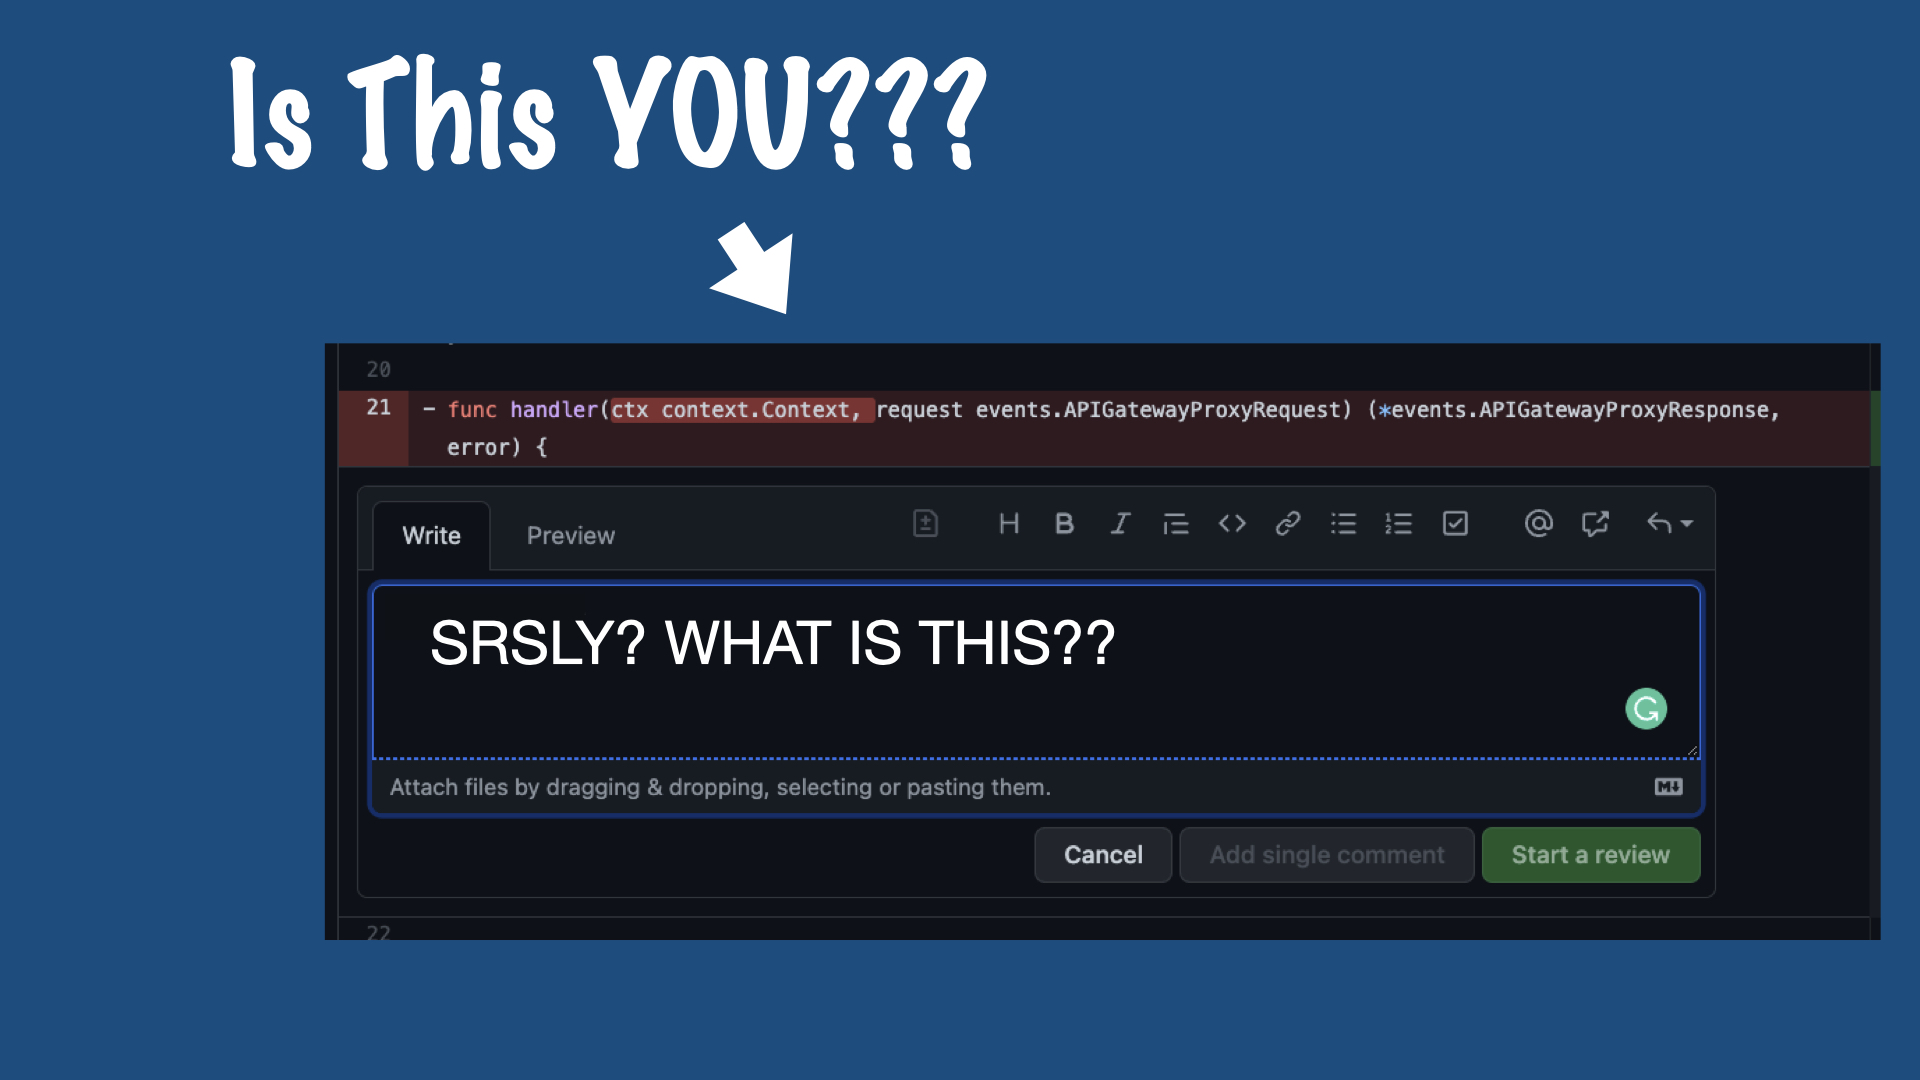 Is This YOU???
20
21 - func handler(ctx context.Context, request events.APIGatewayProxyRequest) (*events.APIGatewayProxyResponse,
error) {
Write Preview
SRSLY? WHAT IS THIS??
Attach files by dragging & dropping, selecting or pasting them.
Cancel Add single comment Start a review
22